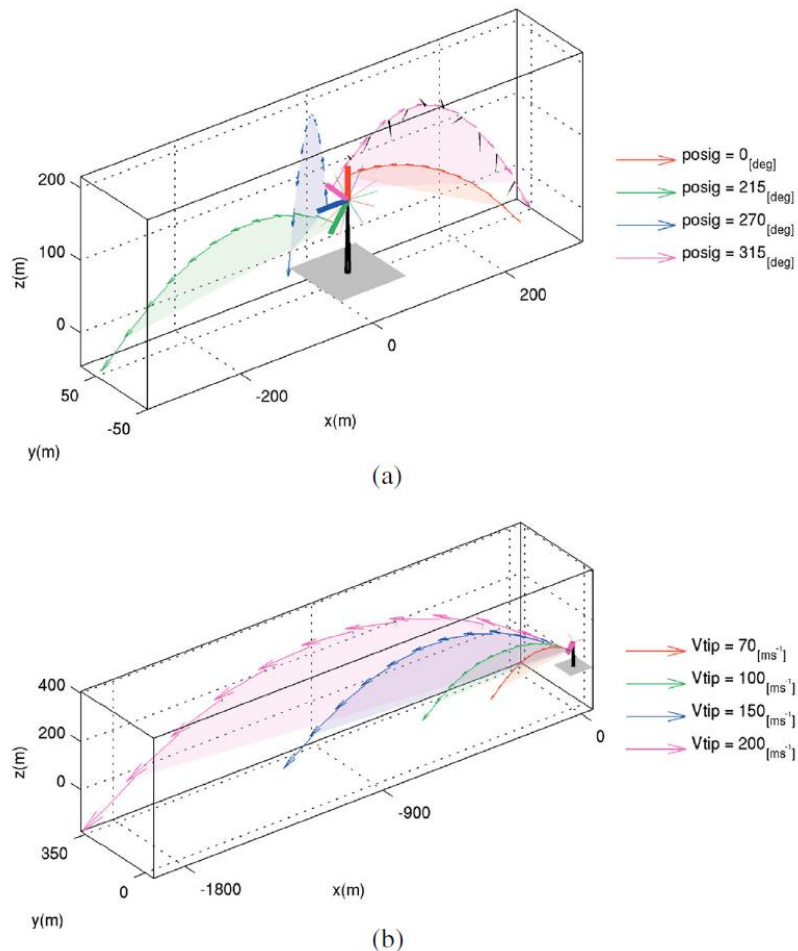 200
100
0
z(m)
50
-50
y(m)
-200
x(m)
0
200
posig = 0[deg]
posig = 215[deg]
posig = 270[deg]
posig = 315[deg]
(a)
400
200
0
z(m)
350
0
y(m)
-1800
x(m)
-900
0
Vtip = 70[ms⁻¹]
Vtip = 100[ms⁻¹]
Vtip = 150[ms⁻¹]
Vtip = 200[ms⁻¹]
(b)